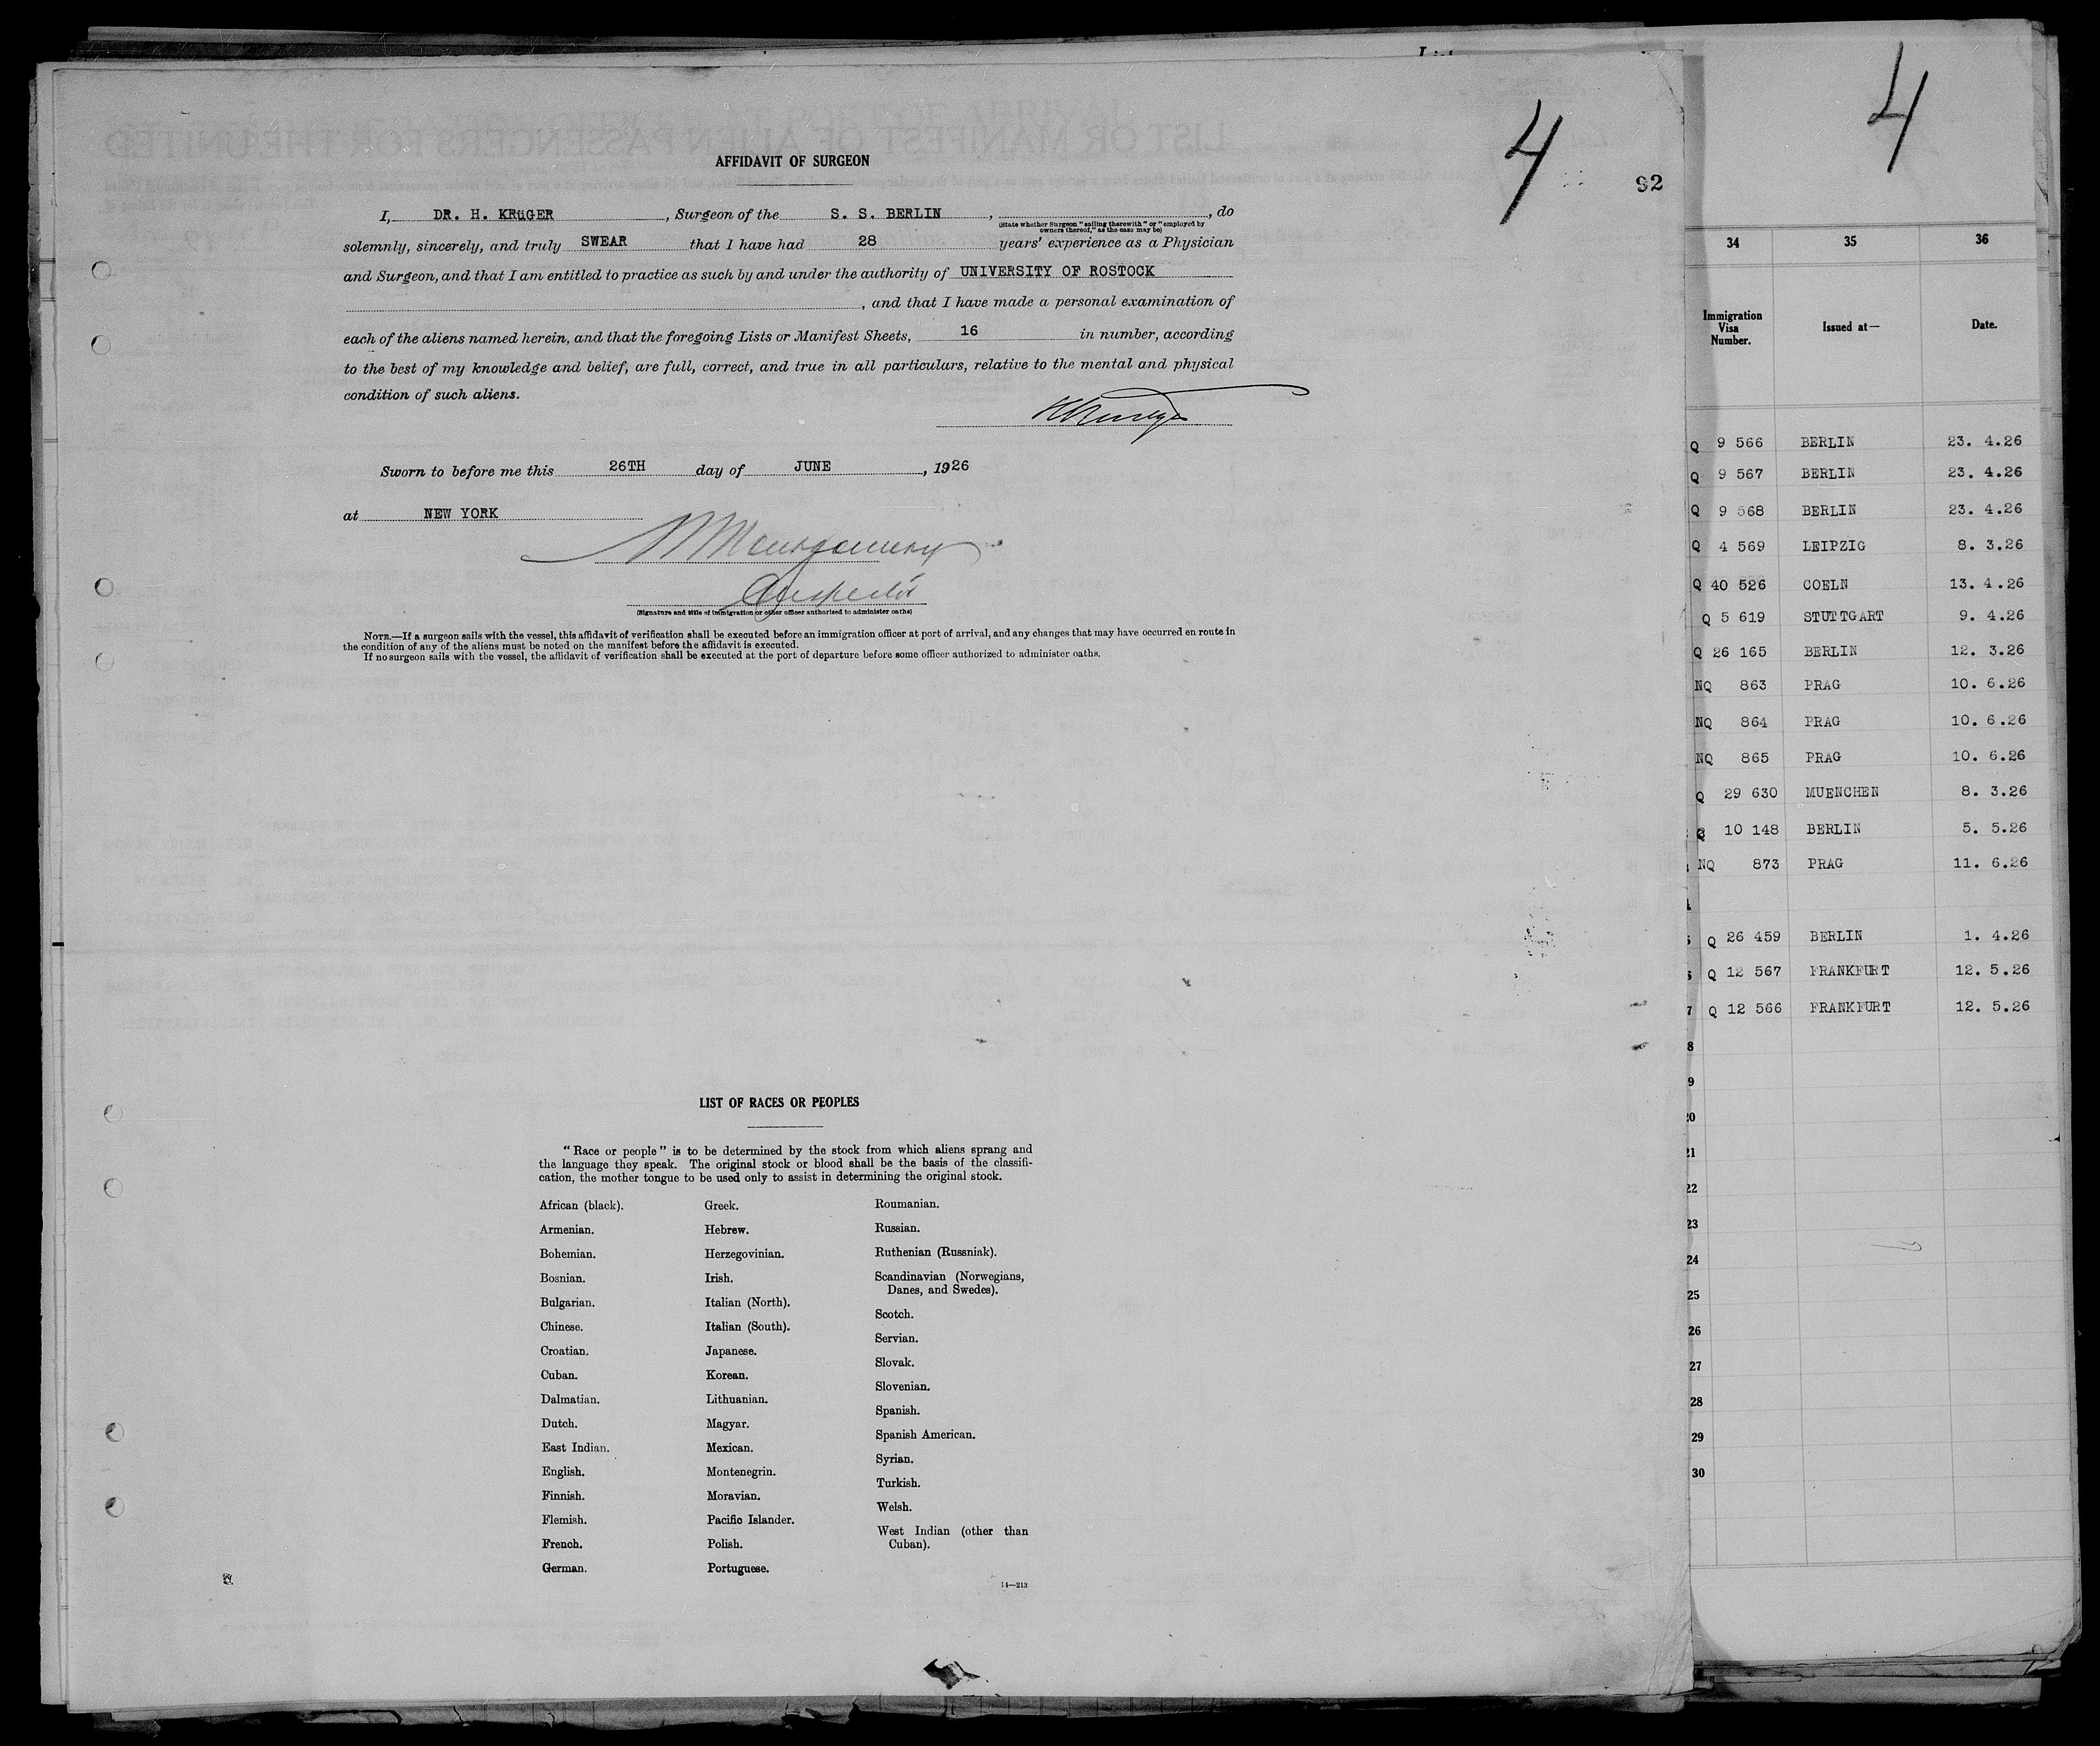 4
92
AFFIDAVIT OF SURGEON
I, DR. H. KRüGER, Surgeon of the S. S. BERLIN, , do
(State whether Surgeon "sailing therewith" or "employed by
owners thereof," as the case may be)
solemnly, sincerely, and truly SWEAR that I have had 28 years' experience as a Physician
and Surgeon, and that I am entitled to practice as such by and under the authority of UNIVERSITY OF ROSTOCK
, and that I have made a personal examination of
each of the aliens named herein, and that the foregoing Lists or Manifest Sheets, 16 in number, according
to the best of my knowledge and belief, are full, correct, and true in all particulars, relative to the mental and physical
condition of such aliens.
Sworn to before me this 26TH day of JUNE, 1926
at NEW YORK
Montgomery
Inspector
(Signature and title of immigration or other officer authorized to administer oaths)
NOTE.—If a surgeon sails with the vessel, this affidavit of verification shall be executed before an immigration officer at port of arrival, and any changes that may have occurred en route in
the condition of any of the aliens must be noted on the manifest before the affidavit is executed.
If no surgeon sails with the vessel, the affidavit of verification shall be executed at the port of departure before some officer authorized to administer oaths.
LIST OF RACES OR PEOPLES
"Race or people" is to be determined by the stock from which aliens sprang and
the language they speak. The original stock or blood shall be the basis of the classifi-
cation, the mother tongue to be used only to assist in determining the original stock.
African (black).
Armenian.
Bohemian.
Bosnian.
Bulgarian.
Chinese.
Croatian.
Cuban.
Dalmatian.
Dutch.
East Indian.
English.
Finnish.
Flemish.
French.
German.
Greek.
Hebrew.
Herzegovinian.
Irish.
Italian (North).
Italian (South).
Japanese.
Korean.
Lithuanian.
Magyar.
Mexican.
Montenegrin.
Moravian.
Pacific Islander.
Polish.
Portuguese.
Roumanian.
Russian.
Ruthenian (Russniak).
Scandinavian (Norwegians,
Danes, and Swedes).
Scotch.
Servian.
Slovak.
Slovenian.
Spanish.
Spanish American.
Syrian.
Turkish.
Welsh.
West Indian (other than
Cuban).
14—213
4
34 35 36
Immigration
Visa
Number.
Issued at—
Date.
Q 9 566 BERLIN 23. 4.26
Q 9 567 BERLIN 23. 4.26
Q 9 568 BERLIN 23. 4.26
Q 4 569 LEIPZIG 8. 3.26
Q 40 526 COELN 13. 4.26
Q 5 619 STUTTGART 9. 4.26
Q 26 165 BERLIN 12. 3.26
NQ 863 PRAG 10. 6.26
NQ 864 PRAG 10. 6.26
NQ 865 PRAG 10. 6.26
Q 29 630 MUENCHEN 8. 3.26
Q 10 148 BERLIN 5. 5.26
NQ 873 PRAG 11. 6.26
Q 26 459 BERLIN 1. 4.26
Q 12 567 FRANKFURT 12. 5.26
7 Q 12 566 FRANKFURT 12. 5.26
8
9
20
21
22
23
24
25
26
27
28
29
30